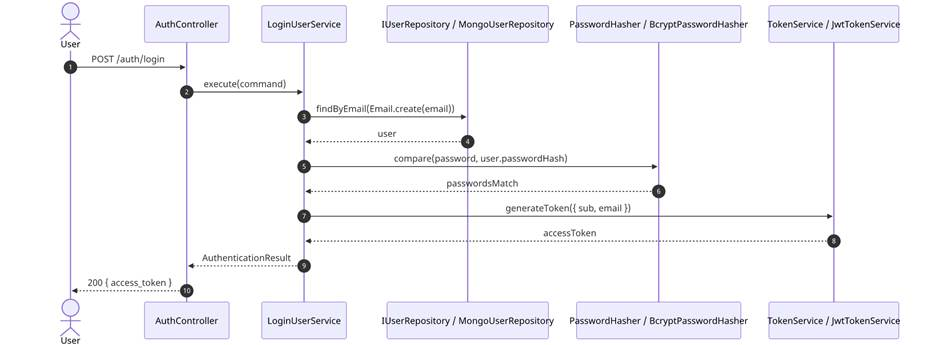 User
AuthController
LoginUserService
IUserRepository / MongoUserRepository
PasswordHasher / BcryptPasswordHasher
TokenService / JwtTokenService
1
POST /auth/login
2
execute(command)
3
findByEmail(Email.create(email))
user
4
5
compare(password, user.passwordHash)
passwordsMatch
6
7
generateToken({ sub, email })
accessToken
8
AuthenticationResult
9
200 { access_token }
10
User
AuthController
LoginUserService
IUserRepository / MongoUserRepository
PasswordHasher / BcryptPasswordHasher
TokenService / JwtTokenService